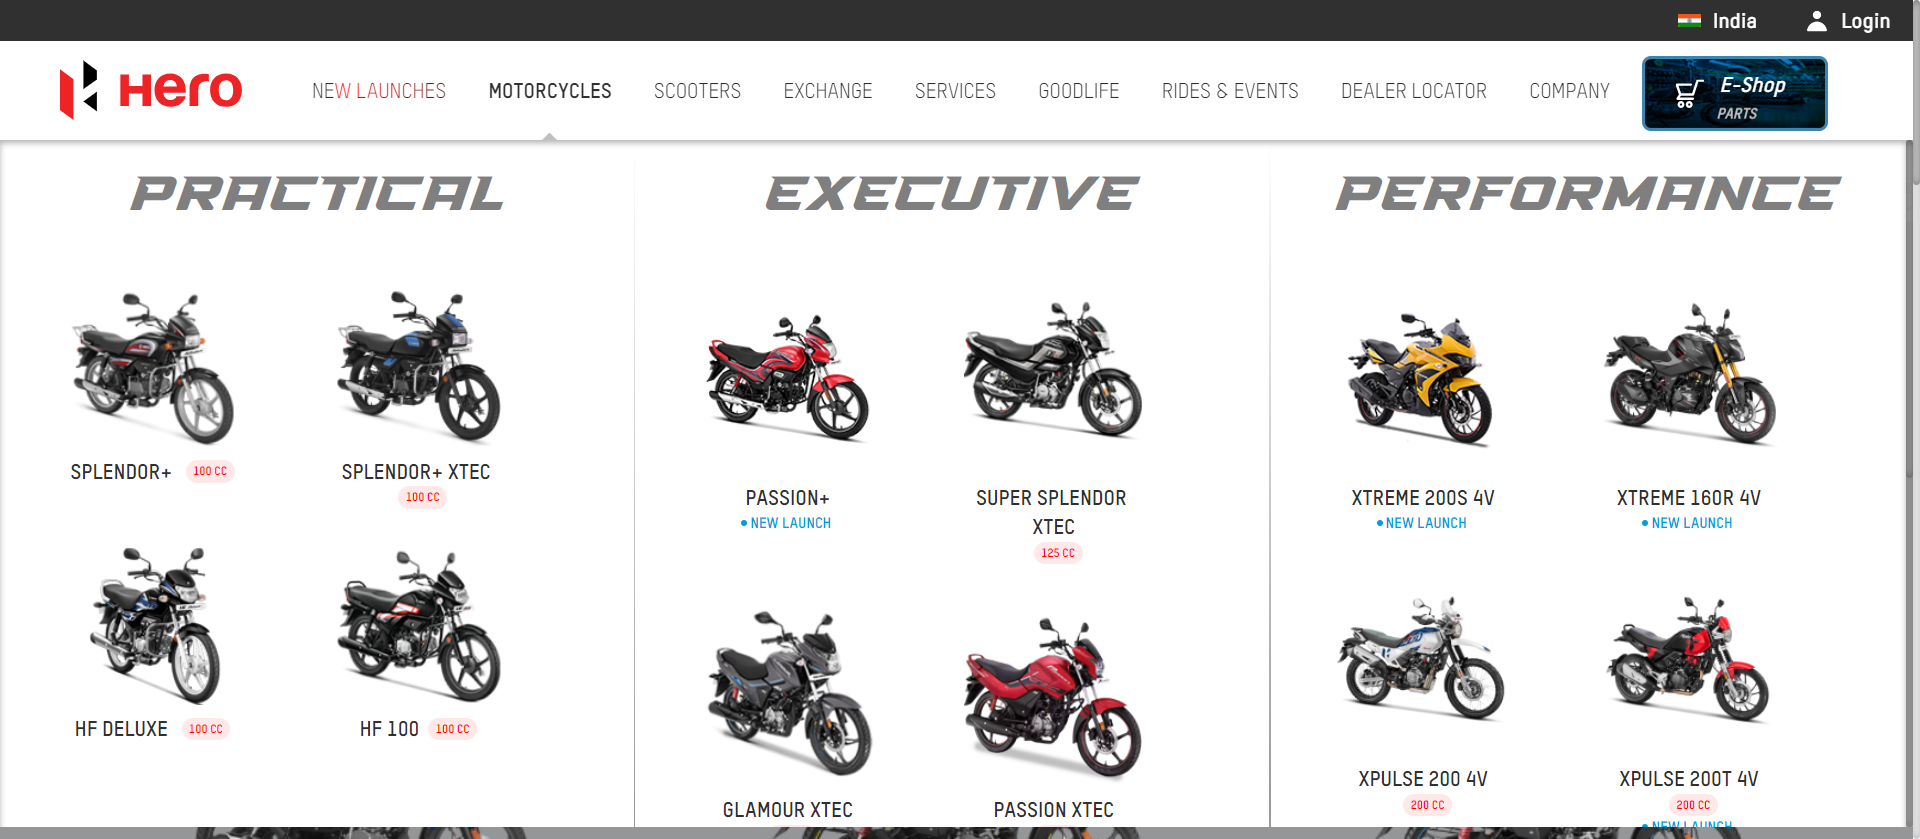 India
Login
Hero
NEW LAUNCHES
MOTORCYCLES
SCOOTERS
EXCHANGE
SERVICES
GOODLIFE
RIDES & EVENTS
DEALER LOCATOR
COMPANY
E-Shop
PARTS
PRACTICAL
EXECUTIVE
PERFORMANCE
SPLENDOR+ 100 CC
SPLENDOR+ XTEC
100 CC
HF DELUXE 100 CC
HF 100 100 CC
PASSION+
NEW LAUNCH
SUPER SPLENDOR
XTEC
125 CC
GLAMOUR XTEC
PASSION XTEC
XTREME 200S 4V
NEW LAUNCH
XTREME 160R 4V
NEW LAUNCH
XPULSE 200 4V
200 CC
XPULSE 200T 4V
200 CC
NEW LAUNCH